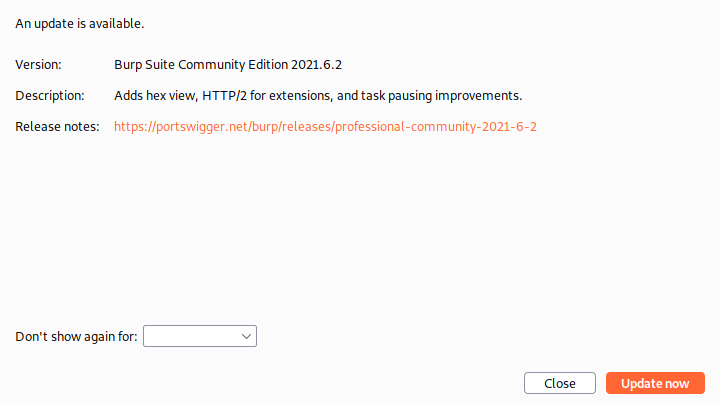 An update is available.
Version: Burp Suite Community Edition 2021.6.2
Description: Adds hex view, HTTP/2 for extensions, and task pausing improvements.
Release notes: https://portswigger.net/burp/releases/professional-community-2021-6-2
Don't show again for:
Close Update now